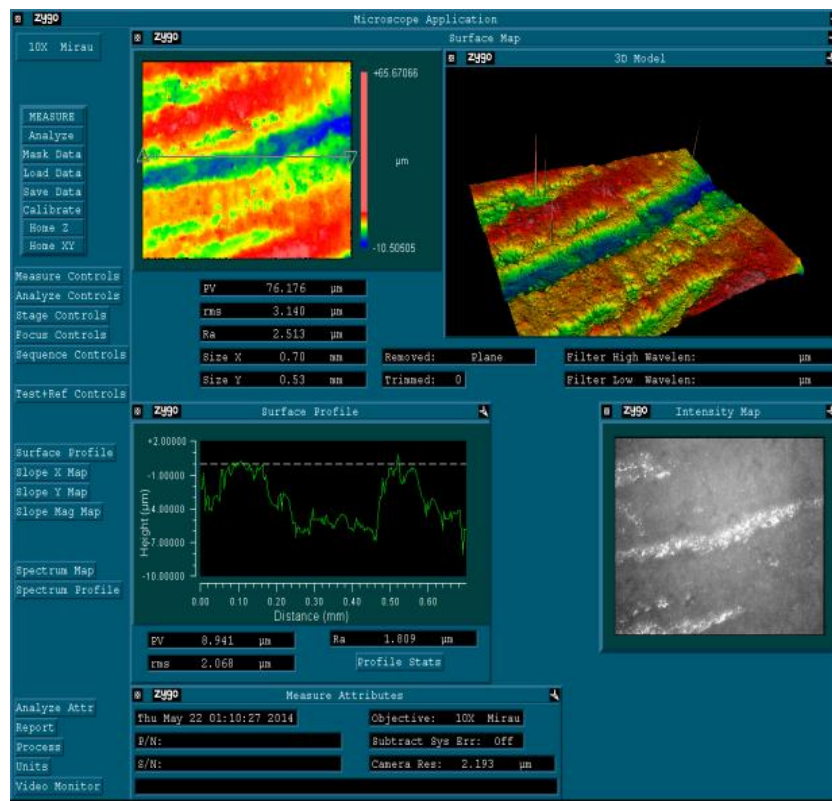 zygo Microscope Application
10X Mirau
MEASURE
Analyze
Mask Data
Load Data
Save Data
Calibrate
Home Z
Home XY
Measure Controls
Analyze Controls
Stage Controls
Focus Controls
Sequence Controls
Test+Ref Controls
Surface Profile
Slope X Map
Slope Y Map
Slope Mag Map
Spectrum Map
Spectrum Profile
Analyze Attr
Report
Process
Units
Video Monitor
zygo Surface Map
+65.67066
µm
-10.50505
zygo 3D Model
PV 76.176 µm
rms 3.140 µm
Ra 2.513 µm
Size X 0.70 mm
Size Y 0.53 mm
Removed: Plane
Trimmed: 0
Filter High Wavelen: µm
Filter Low Wavelen: µm
zygo Surface Profile
+2.00000
-1.00000
-4.00000
-7.00000
-10.00000
Height (µm)
0.00 0.10 0.20 0.30 0.40 0.50 0.60
Distance (mm)
PV 8.941 µm
rms 2.068 µm
Ra 1.809 µm
Profile Stats
zygo Intensity Map
zygo Measure Attributes
Thu May 22 01:10:27 2014
P/N:
S/N:
Objective: 10X Mirau
Subtract Sys Err: Off
Camera Res: 2.193 µm